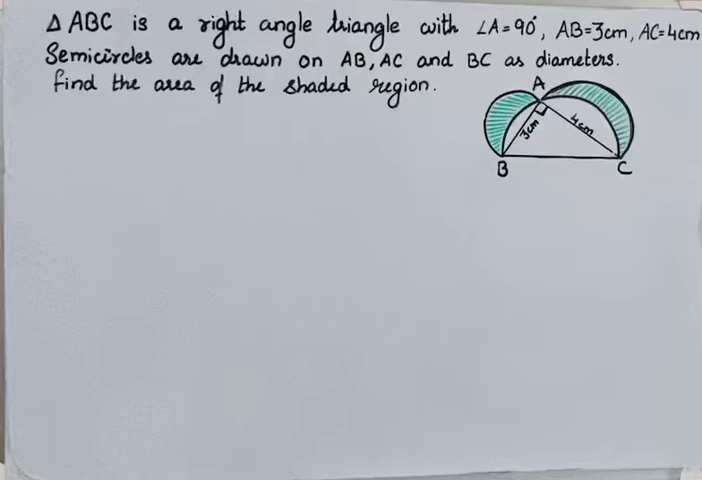 Δ ABC is a right angle triangle with ∠A=90°, AB=3cm, AC=4cm
Semicircles are drawn on AB, AC and BC as diameters.
find the area of the shaded region.
A
3cm
4cm
B
C